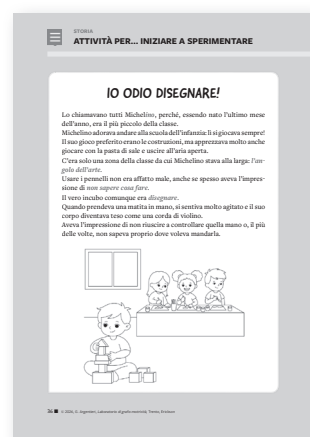 STORIA
ATTIVITÀ PER... INIZIARE A SPERIMENTARE
IO ODIO DISEGNARE!
Lo chiamavano tutti Michelino, perché, essendo nato l'ultimo mese
dell'anno, era il più piccolo della classe.
Michelino adorava andare alla scuola dell'infanzia: lì si giocava sempre!
Il suo gioco preferito erano le costruzioni, ma apprezzava molto anche
giocare con la pasta di sale e uscire all'aria aperta.
C'era solo una zona della classe da cui Michelino stava alla larga: l'an-
golo dell'arte.
Usare i pennelli non era affatto male, anche se spesso aveva l'impres-
sione di non sapere cosa fare.
Il vero incubo comunque era disegnare.
Quando prendeva una matita in mano, si sentiva molto agitato e il suo
corpo diventava teso come una corda di violino.
Aveva l'impressione di non riuscire a controllare quella mano o, il più
delle volte, non sapeva proprio dove voleva mandarla.
34 ■ © 2024, Laboratorio di grafomotricità, Trento, Erickson